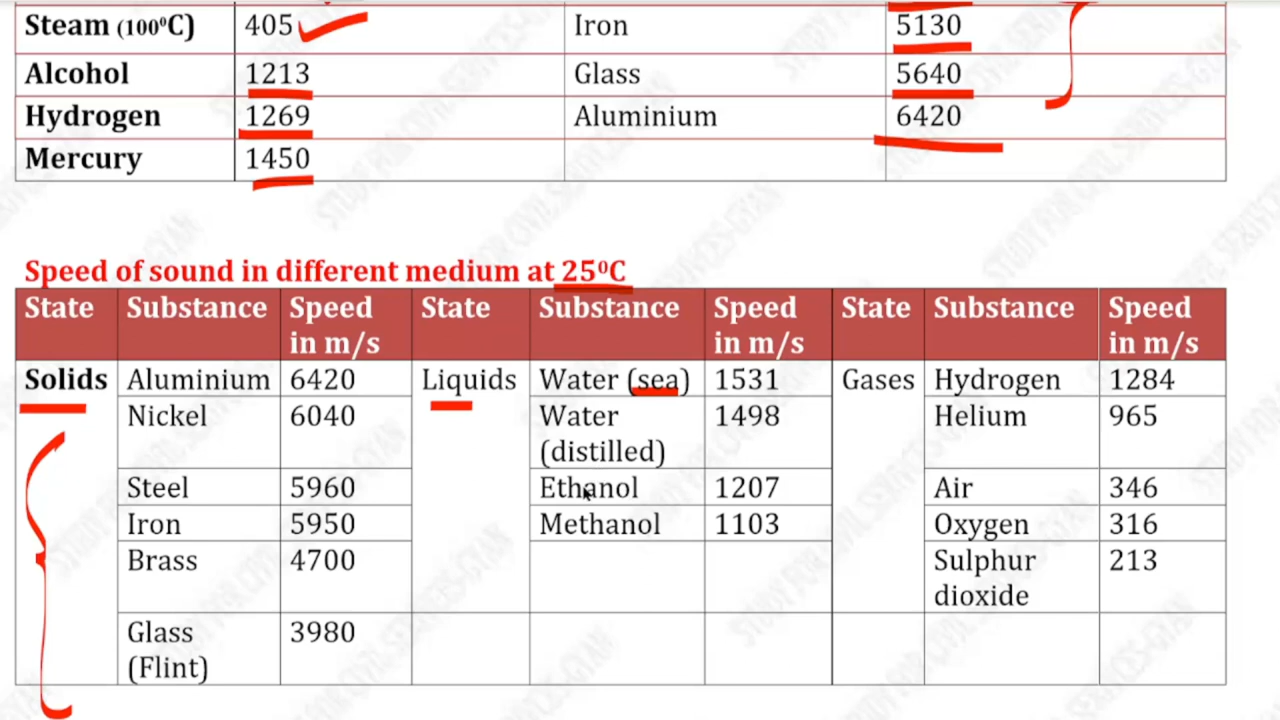 Steam (100⁰C) 405 Iron 5130
Alcohol 1213 Glass 5640
Hydrogen 1269 Aluminium 6420
Mercury 1450
Speed of sound in different medium at 25⁰C
State Substance Speed in m/s State Substance Speed in m/s State Substance Speed in m/s
Solids Aluminium 6420 Liquids Water (sea) 1531 Gases Hydrogen 1284
Nickel 6040 Water (distilled) 1498 Helium 965
Steel 5960 Ethanol 1207 Air 346
Iron 5950 Methanol 1103 Oxygen 316
Brass 4700 Sulphur dioxide 213
Glass (Flint) 3980